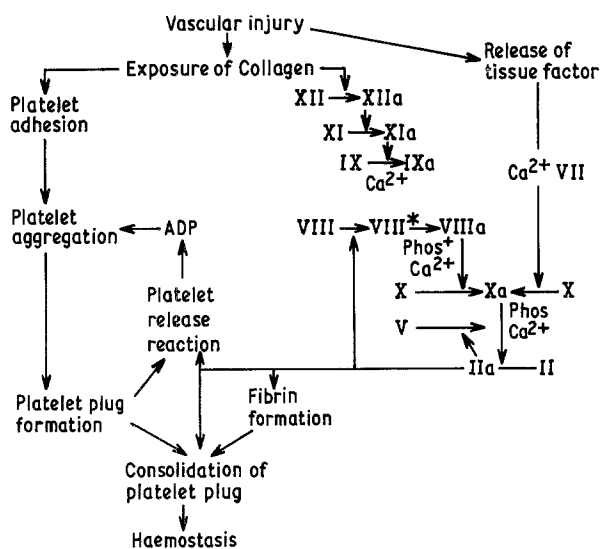 Vascular injury
Exposure of Collagen
Release of
tissue factor
Platelet
adhesion
XII XIIa
XI XIa
IX IXa
Ca2+
Ca2+ VII
Platelet
aggregation
ADP
VIII VIII* VIIIa
Phos+
Ca2+
Platelet
release
reaction
X Xa X
Phos
Ca2+
V
IIa II
Platelet plug
formation
Fibrin
formation
Consolidation of
platelet plug
Haemostasis